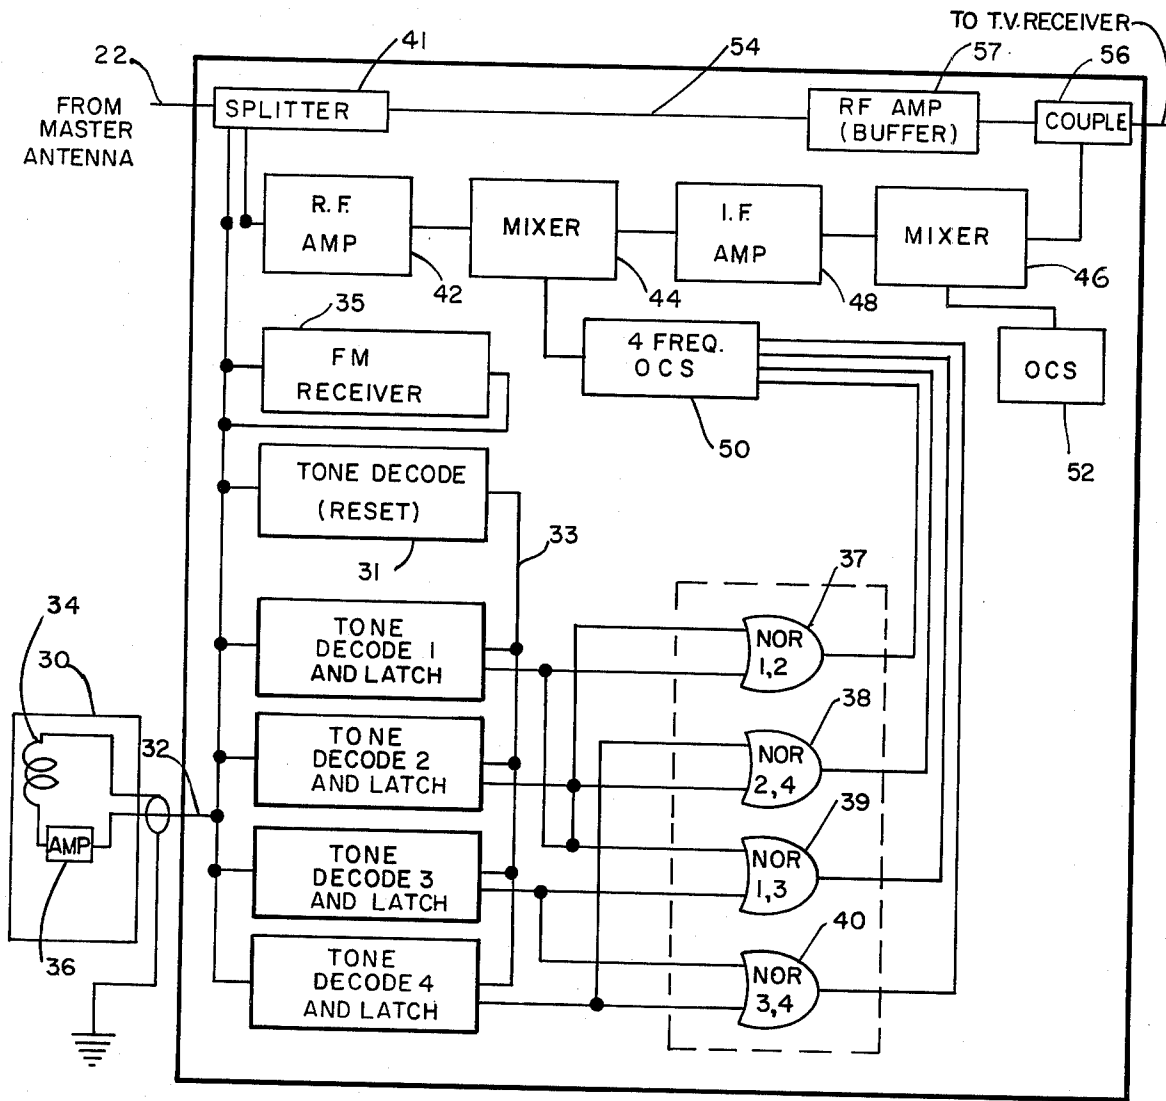 TO T.V. RECEIVER
41
54
57
56
22
FROM
MASTER
ANTENNA
SPLITTER
RF AMP
(BUFFER)
COUPLE
R.F.
AMP
MIXER
I.F.
AMP
MIXER
42
44
48
46
35
FM
RECEIVER
4 FREQ.
OCS
OCS
50
52
TONE DECODE
(RESET)
31
33
37
34
30
TONE
DECODE 1
AND LATCH
NOR
1,2
38
32
TONE
DECODE 2
AND LATCH
NOR
2,4
39
AMP
TONE
DECODE 3
AND LATCH
NOR
1,3
40
36
TONE
DECODE 4
AND LATCH
NOR
3,4